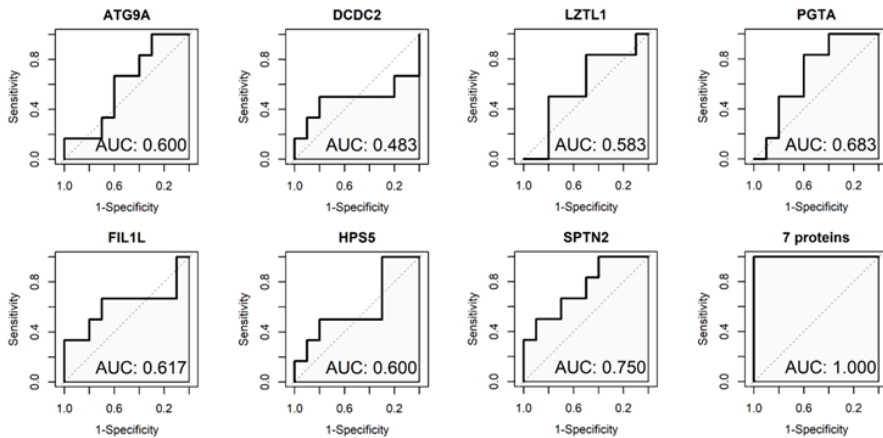 ATG9A
DCDC2
LZTL1
PGTA
Sensitivity
0.8
0.4
0.0
AUC: 0.600
1.0
0.6
0.2
1-Specificity
Sensitivity
0.8
0.4
0.0
AUC: 0.483
1.0
0.6
0.2
1-Specificity
Sensitivity
0.8
0.4
0.0
AUC: 0.583
1.0
0.6
0.2
1-Specificity
Sensitivity
0.8
0.4
0.0
AUC: 0.683
1.0
0.6
0.2
1-Specificity
FIL1L
HPS5
SPTN2
7 proteins
Sensitivity
0.8
0.4
0.0
AUC: 0.617
1.0
0.6
0.2
1-Specificity
Sensitivity
0.8
0.4
0.0
AUC: 0.600
1.0
0.6
0.2
1-Specificity
Sensitivity
0.8
0.4
0.0
AUC: 0.750
1.0
0.6
0.2
1-Specificity
Sensitivity
0.8
0.4
0.0
AUC: 1.000
1.0
0.6
0.2
1-Specificity